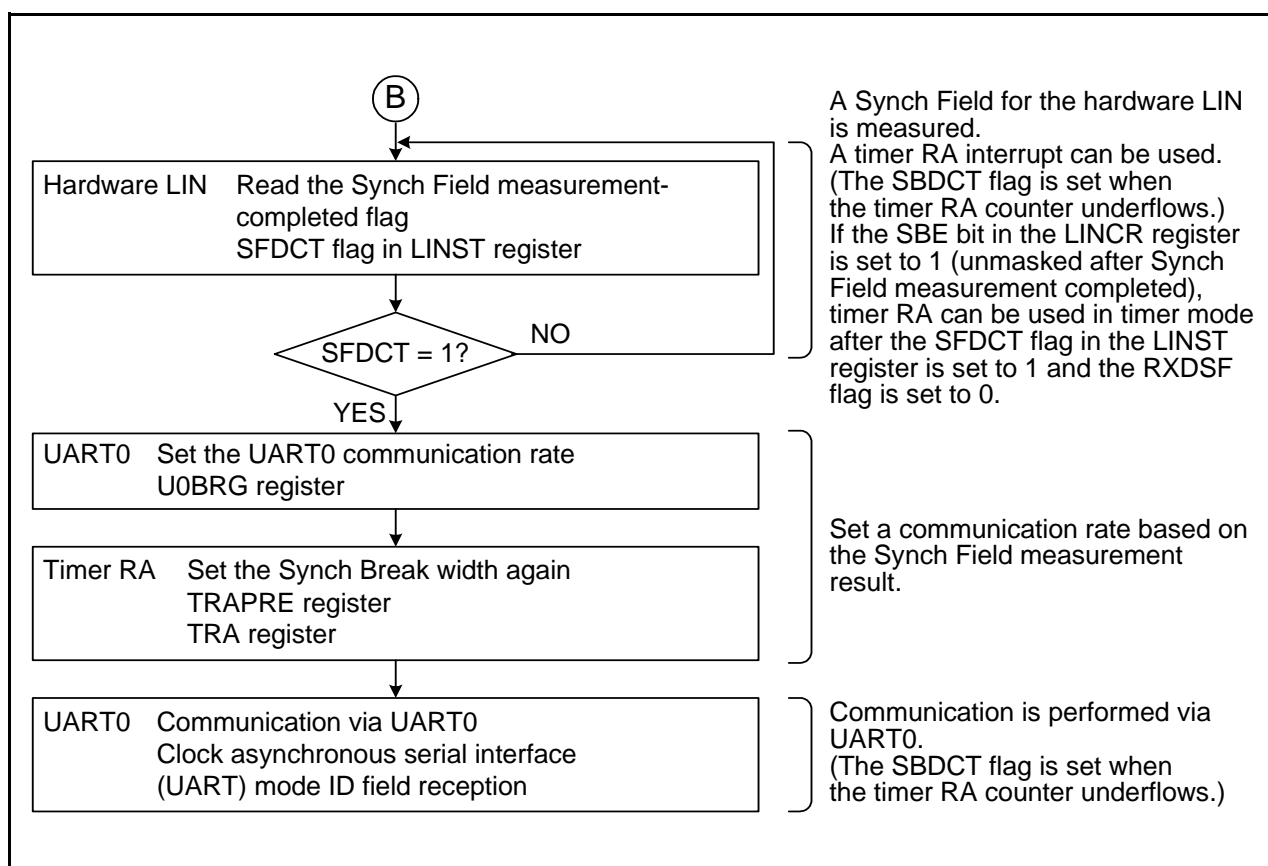 B
Hardware LIN Read the Synch Field measurement-
completed flag
SFDCT flag in LINST register
A Synch Field for the hardware LIN
is measured.
A timer RA interrupt can be used.
(The SBDCT flag is set when
the timer RA counter underflows.)
If the SBE bit in the LINCR register
is set to 1 (unmasked after Synch
Field measurement completed),
timer RA can be used in timer mode
after the SFDCT flag in the LINST
register is set to 1 and the RXDSF
flag is set to 0.
SFDCT = 1?
NO
YES
UART0 Set the UART0 communication rate
U0BRG register
Timer RA Set the Synch Break width again
TRAPRE register
TRA register
Set a communication rate based on
the Synch Field measurement
result.
UART0 Communication via UART0
Clock asynchronous serial interface
(UART) mode ID field reception
Communication is performed via
UART0.
(The SBDCT flag is set when
the timer RA counter underflows.)